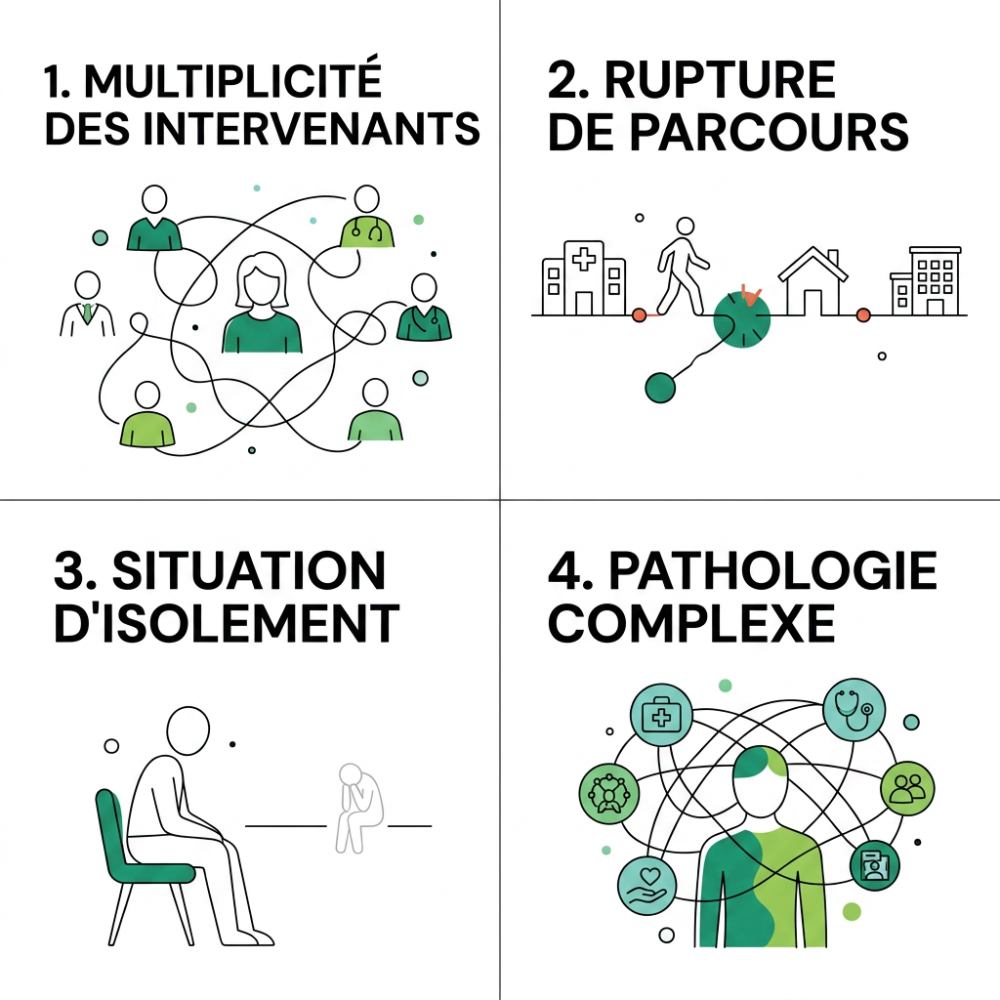 1. MULTIPLICITÉ
DES INTERVENANTS
2. RUPTURE
DE PARCOURS
3. SITUATION
D'ISOLEMENT
4. PATHOLOGIE
COMPLEXE